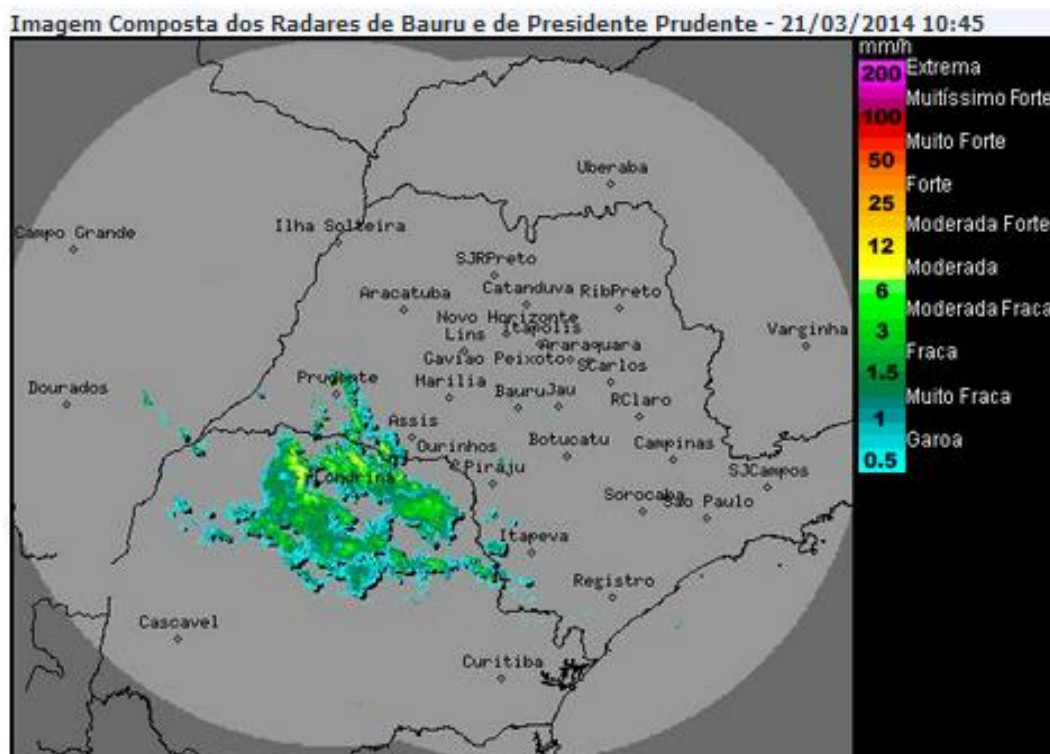 Imagem Composta dos Radares de Bauru e de Presidente Prudente - 21/03/2014 10:45
mm/h
200 Extrema
Muitíssimo Forte
100
Muito Forte
50
Forte
25
Moderada Forte
12
Moderada
6
Moderada Fraca
3
Fraca
1.5
Muito Fraca
1
Garoa
0.5
Uberaba
Campo Grande
Ilha Solteira
SJRPreto
Aracatuba
Catanduva
RibPreto
Novo Horizonte
Itapolis
Lins
Araraquara
Varginha
Gaviao Peixoto
SCarlos
Dourados
Prudente
Marilia
Bauru
Jau
RClaro
Assis
Ourinhos
Botucatu
Campinas
Londrina
Piraju
SJCampos
Sorocaba
Sao Paulo
Itapeva
Registro
Cascavel
Curitiba